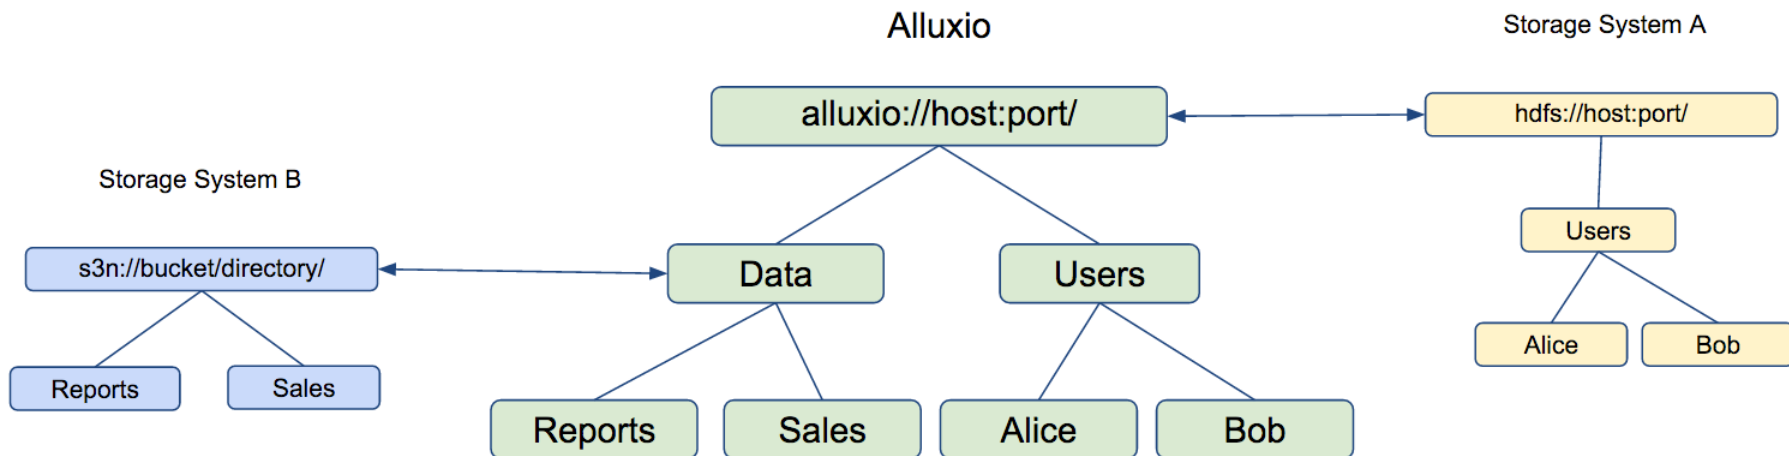 Alluxio
Storage System A
alluxio://host:port/
hdfs://host:port/
Storage System B
Users
s3n://bucket/directory/
Data
Users
Alice
Bob
Reports
Sales
Reports
Sales
Alice
Bob